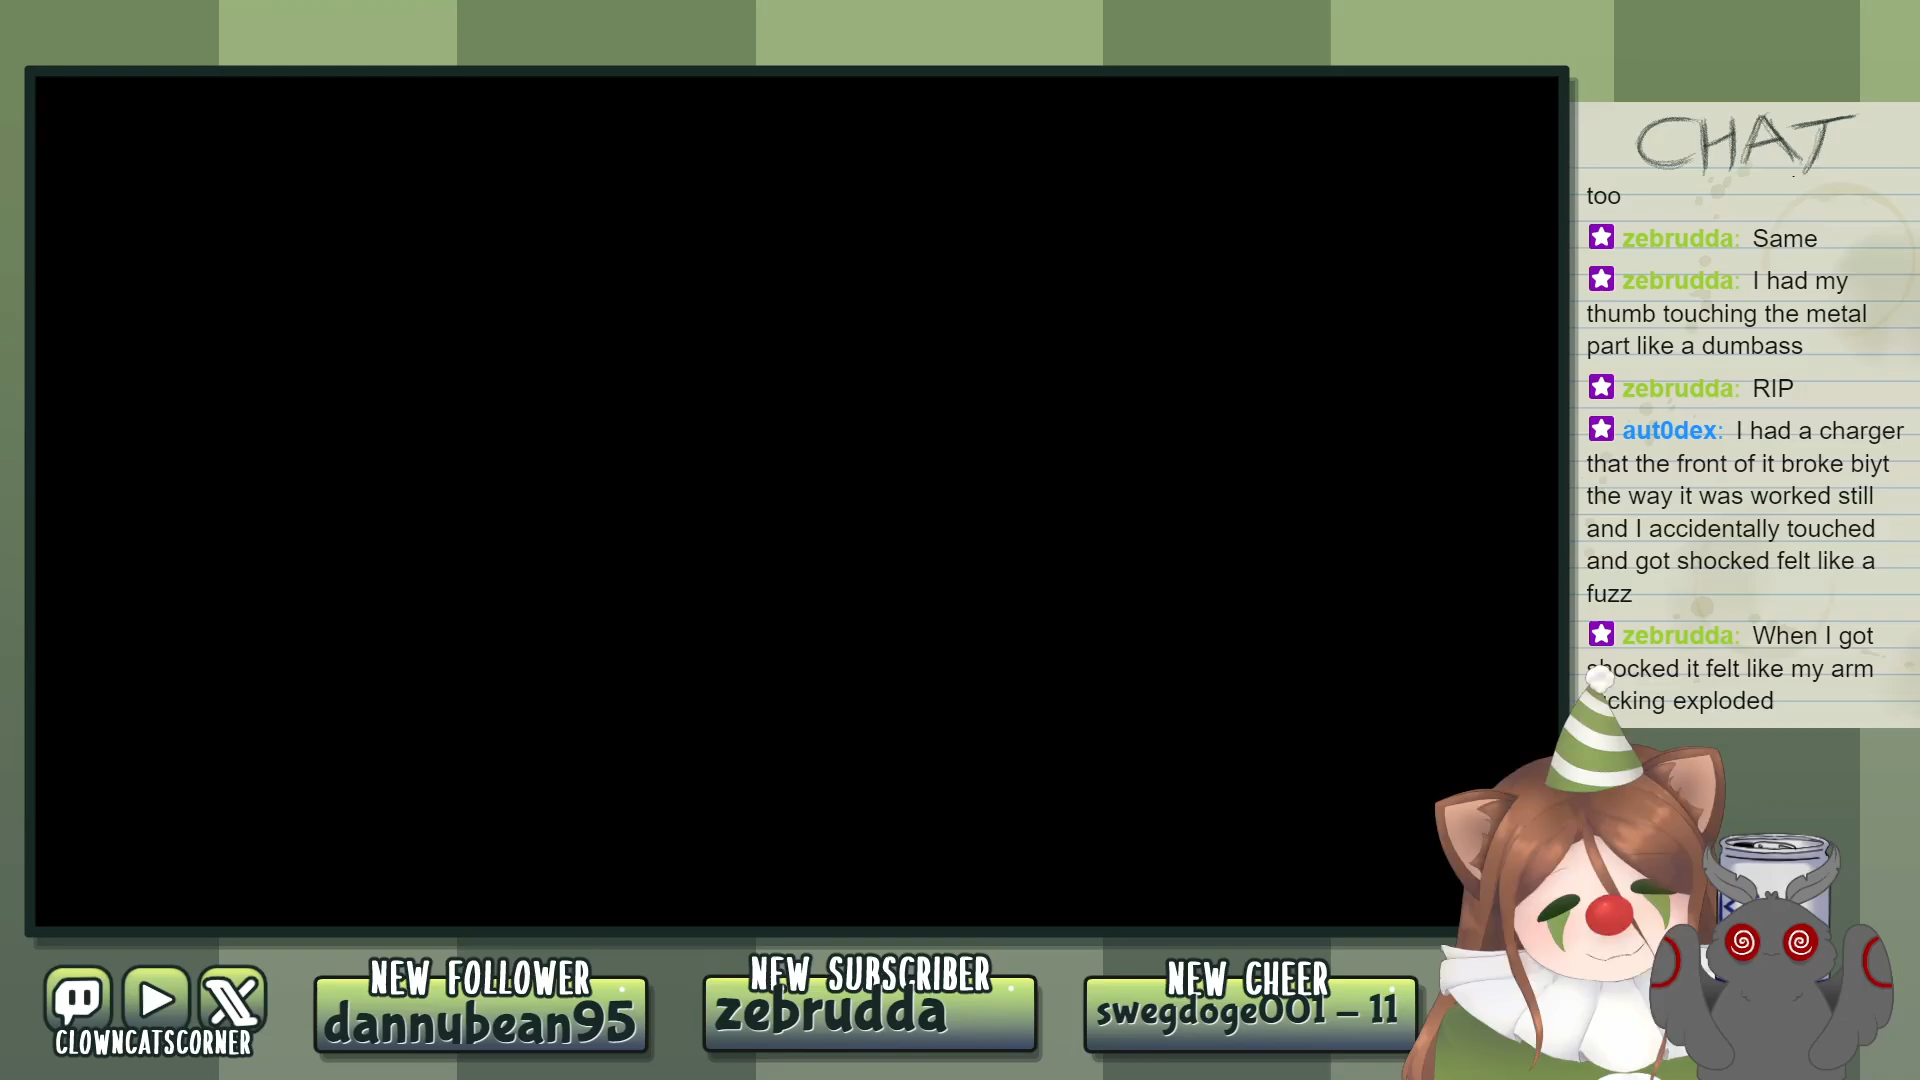 CHAT
too
zebrudda: Same
zebrudda: I had my
thumb touching the metal
part like a dumbass
zebrudda: RIP
aut0dex: I had a charger
that the front of it broke biyt
the way it was worked still
and I accidentally touched
and got shocked felt like a
fuzz
zebrudda: When I got
shocked it felt like my arm
cking exploded
NEW FOLLOWER
dannubean95
NEW SUBSCRIBER
zebrudda
NEW CHEER
swegdoge001 – 11
CLOWNCATSCORNER